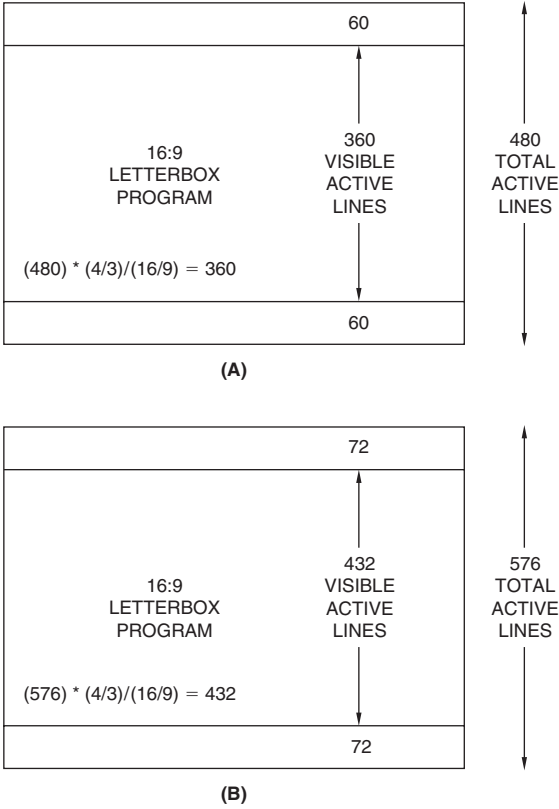 60
16:9
LETTERBOX
PROGRAM
360
VISIBLE
ACTIVE
LINES
480
TOTAL
ACTIVE
LINES
(480) * (4/3)/(16/9) = 360
60
(A)
72
16:9
LETTERBOX
PROGRAM
432
VISIBLE
ACTIVE
LINES
576
TOTAL
ACTIVE
LINES
(576) * (4/3)/(16/9) = 432
72
(B)